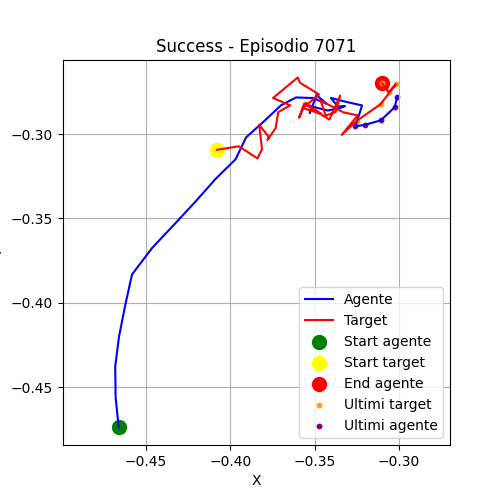 Success - Episodio 7071
−0.30
−0.35
−0.40
−0.45
−0.45
−0.40
−0.35
−0.30
X
Agente
Target
Start agente
Start target
End agente
Ultimi target
Ultimi agente